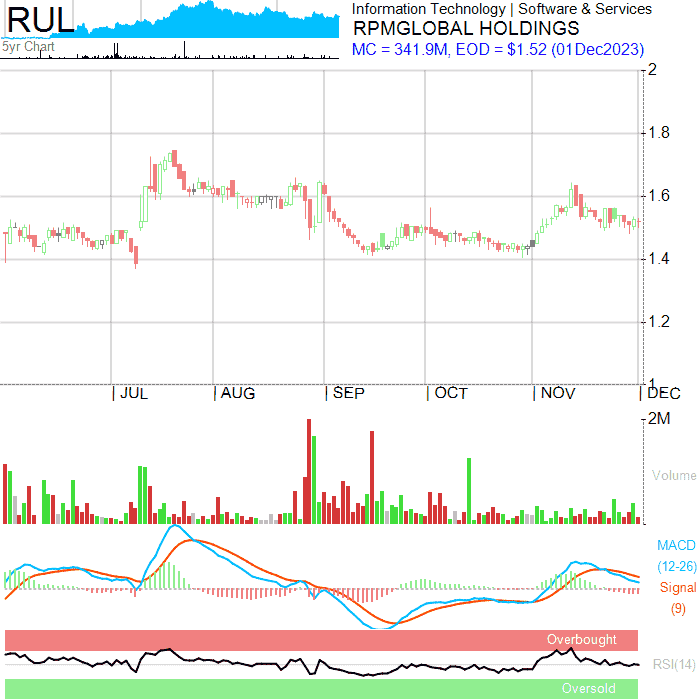 RUL
5yr Chart
Information Technology | Software & Services
RPMGLOBAL HOLDINGS
MC = 341.9M, EOD = $1.52 (01Dec2023)
2
1.8
1.6
1.4
1.2
1
| JUL | AUG | SEP | OCT | NOV | DEC
2M
Volume
MACD
(12-26)
Signal
(9)
Overbought
RSI(14)
Oversold